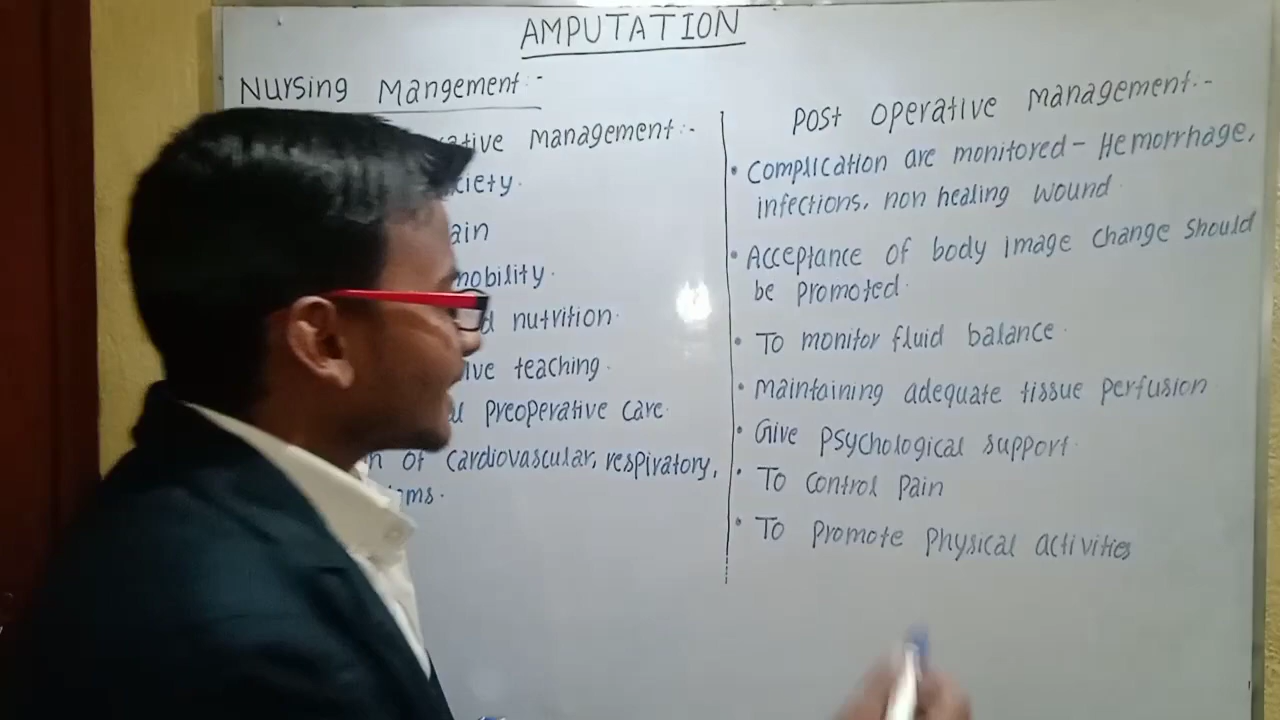 AMPUTATION
Nursing Mangement:-
ative management:-
xiety.
ain
mobility.
d nutrition.
ive teaching.
preoperative care.
n of cardiovascular, respiratory,
ems.
Post operative management:-
• Complication are monitored - Hemorrhage,
infections, non healing wound.
• Acceptance of body image change should
be promoted.
• To monitor fluid balance.
• Maintaining adequate tissue perfusion
• Give psychological support.
• To control pain
• To promote physical activities